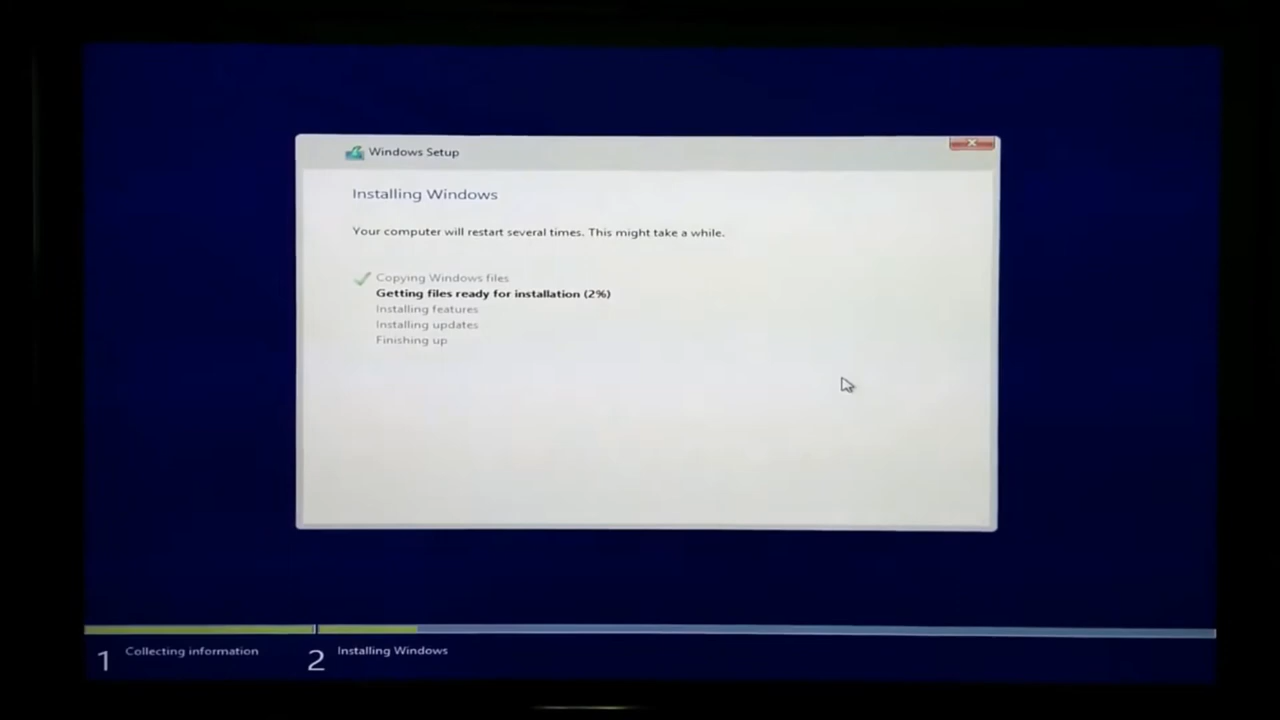 Windows Setup
Installing Windows
Your computer will restart several times. This might take a while.
Copying Windows files
Getting files ready for installation (2%)
Installing features
Installing updates
Finishing up
1 Collecting information
2 Installing Windows